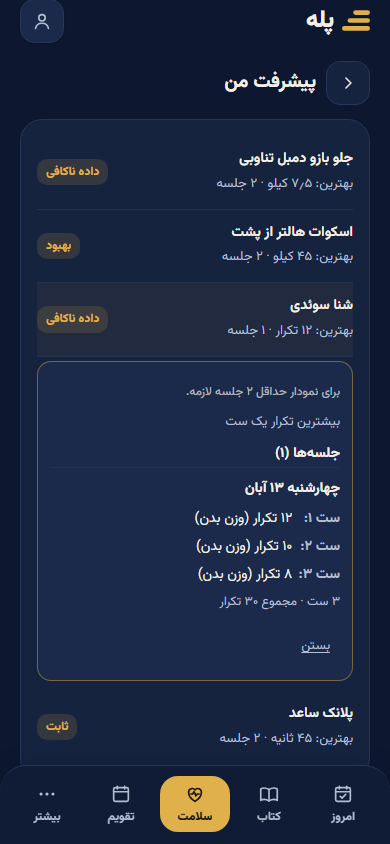 پله
پیشرفت من
جلو بازو دمبل تناوبی
بهترین: ۷٫۵ کیلو · ۲ جلسه
داده ناکافی
اسکوات هالتر از پشت
بهترین: ۴۵ کیلو · ۲ جلسه
بهبود
شنا سوئدی
بهترین: ۱۲ تکرار · ۱ جلسه
داده ناکافی
برای نمودار حداقل ۲ جلسه لازمه.
بیشترین تکرار یک ست
جلسه‌ها (۱)
چهارشنبه ۱۳ آبان
ست ۱: ۱۲ تکرار (وزن بدن)
ست ۲: ۱۰ تکرار (وزن بدن)
ست ۳: ۸ تکرار (وزن بدن)
۳ ست · مجموع ۳۰ تکرار
بستن
پلانک ساعد
بهترین: ۴۵ ثانیه · ۲ جلسه
ثابت
امروز
کتاب
سلامت
تقویم
بیشتر